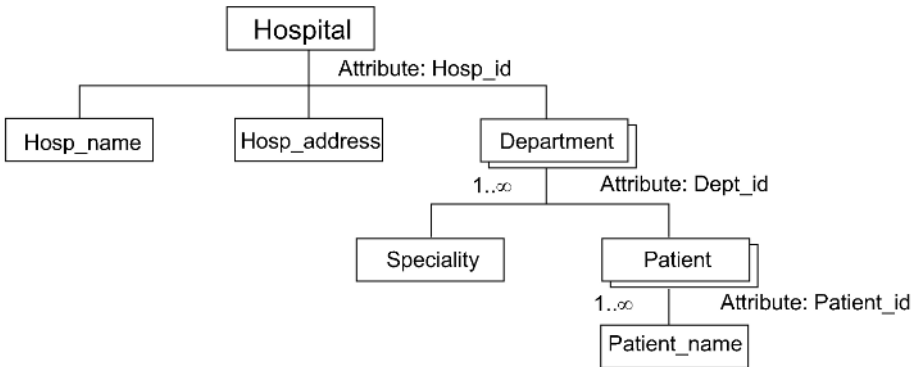 Hospital
Attribute: Hosp_id
Hosp_name
Hosp_address
Department
1..∞
Attribute: Dept_id
Speciality
Patient
1..∞
Attribute: Patient_id
Patient_name